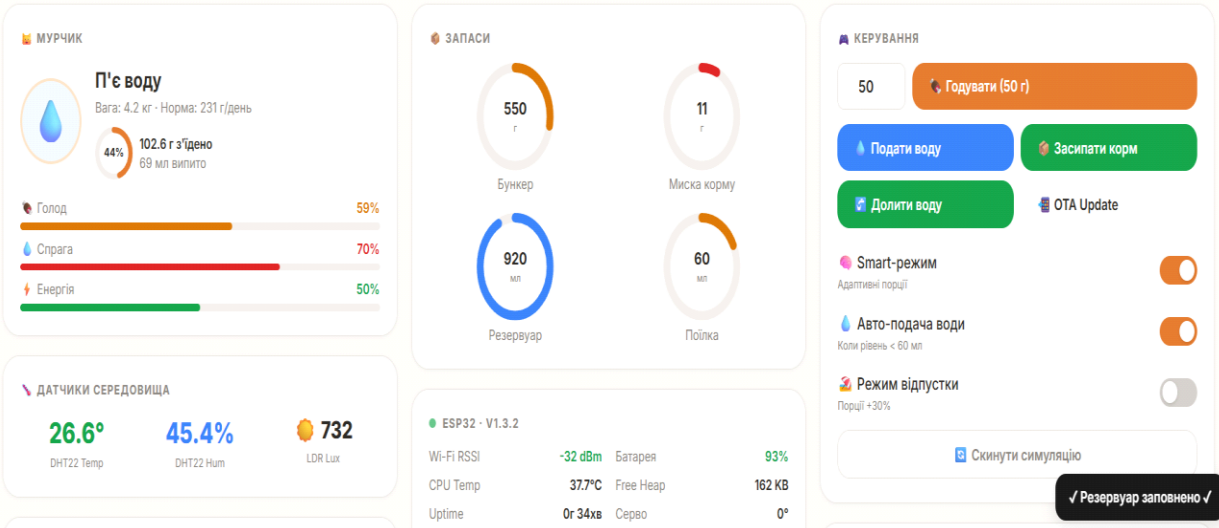 МУРЧИК
П'є воду
Вага: 4.2 кг · Норма: 231 г/день
44%
102.6 г з'їдено
69 мл випито
Голод 59%
Спрага 70%
Енергія 50%
ДАТЧИКИ СЕРЕДОВИЩА
26.6° 45.4% 732
DHT22 Temp DHT22 Hum LDR Lux
ЗАПАСИ
550 11
г г
Бункер Миска корму
920 60
мл мл
Резервуар Поїлка
ESP32 · V1.3.2
Wi-Fi RSSI -32 dBm Батарея 93%
CPU Temp 37.7°C Free Heap 162 KB
Uptime 0г 34хв Серво 0°
КЕРУВАННЯ
50 Годувати (50 г)
Подати воду Засипати корм
Долити воду OTA Update
Smart-режим
Адаптивні порції
Авто-подача води
Коли рівень < 60 мл
Режим відпустки
Порції +30%
Скинути симуляцію
✓ Резервуар заповнено ✓